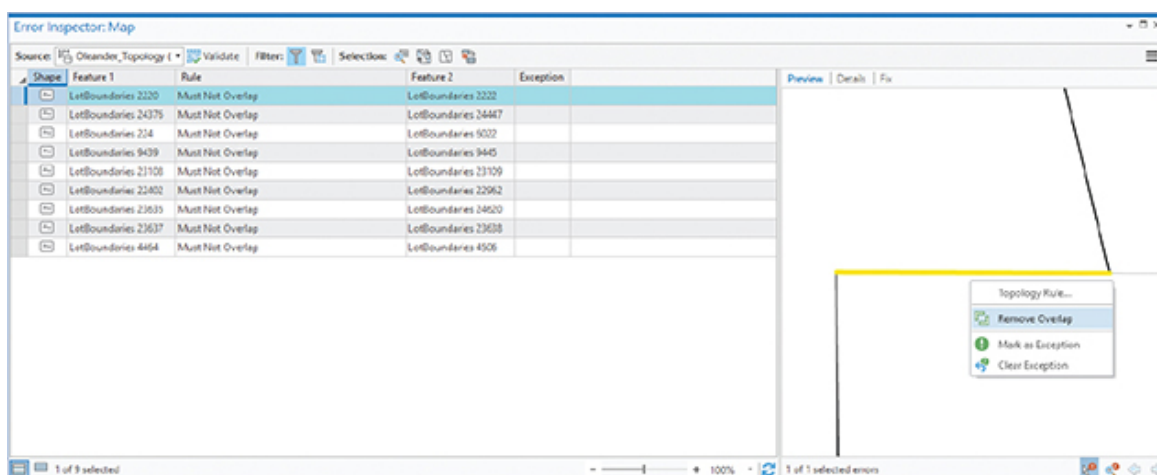 Error Inspector: Map
Source: Oleander_Topology ( Validate Filter: Selection:
Shape Feature 1 Rule Feature 2 Exception
LotBoundaries 2220 Must Not Overlap LotBoundaries 2222
LotBoundaries 24376 Must Not Overlap LotBoundaries 24447
LotBoundaries 224 Must Not Overlap LotBoundaries
LotBoundaries 9439 Must Not Overlap LotBoundaries 9445
LotBoundaries 23108 Must Not Overlap LotBoundaries 23109
LotBoundaries Must Not Overlap LotBoundaries 22962
LotBoundaries 23635 Must Not Overlap LotBoundaries 24620
LotBoundaries 23637 Must Not Overlap LotBoundaries 23638
LotBoundaries 4464 Must Not Overlap LotBoundaries 4506
1 of 9 selected
100%
Preview Details Fix
Topology Rule...
Remove Overlap
Mark as Exception
Clear Exception
1 of 1 selected errors